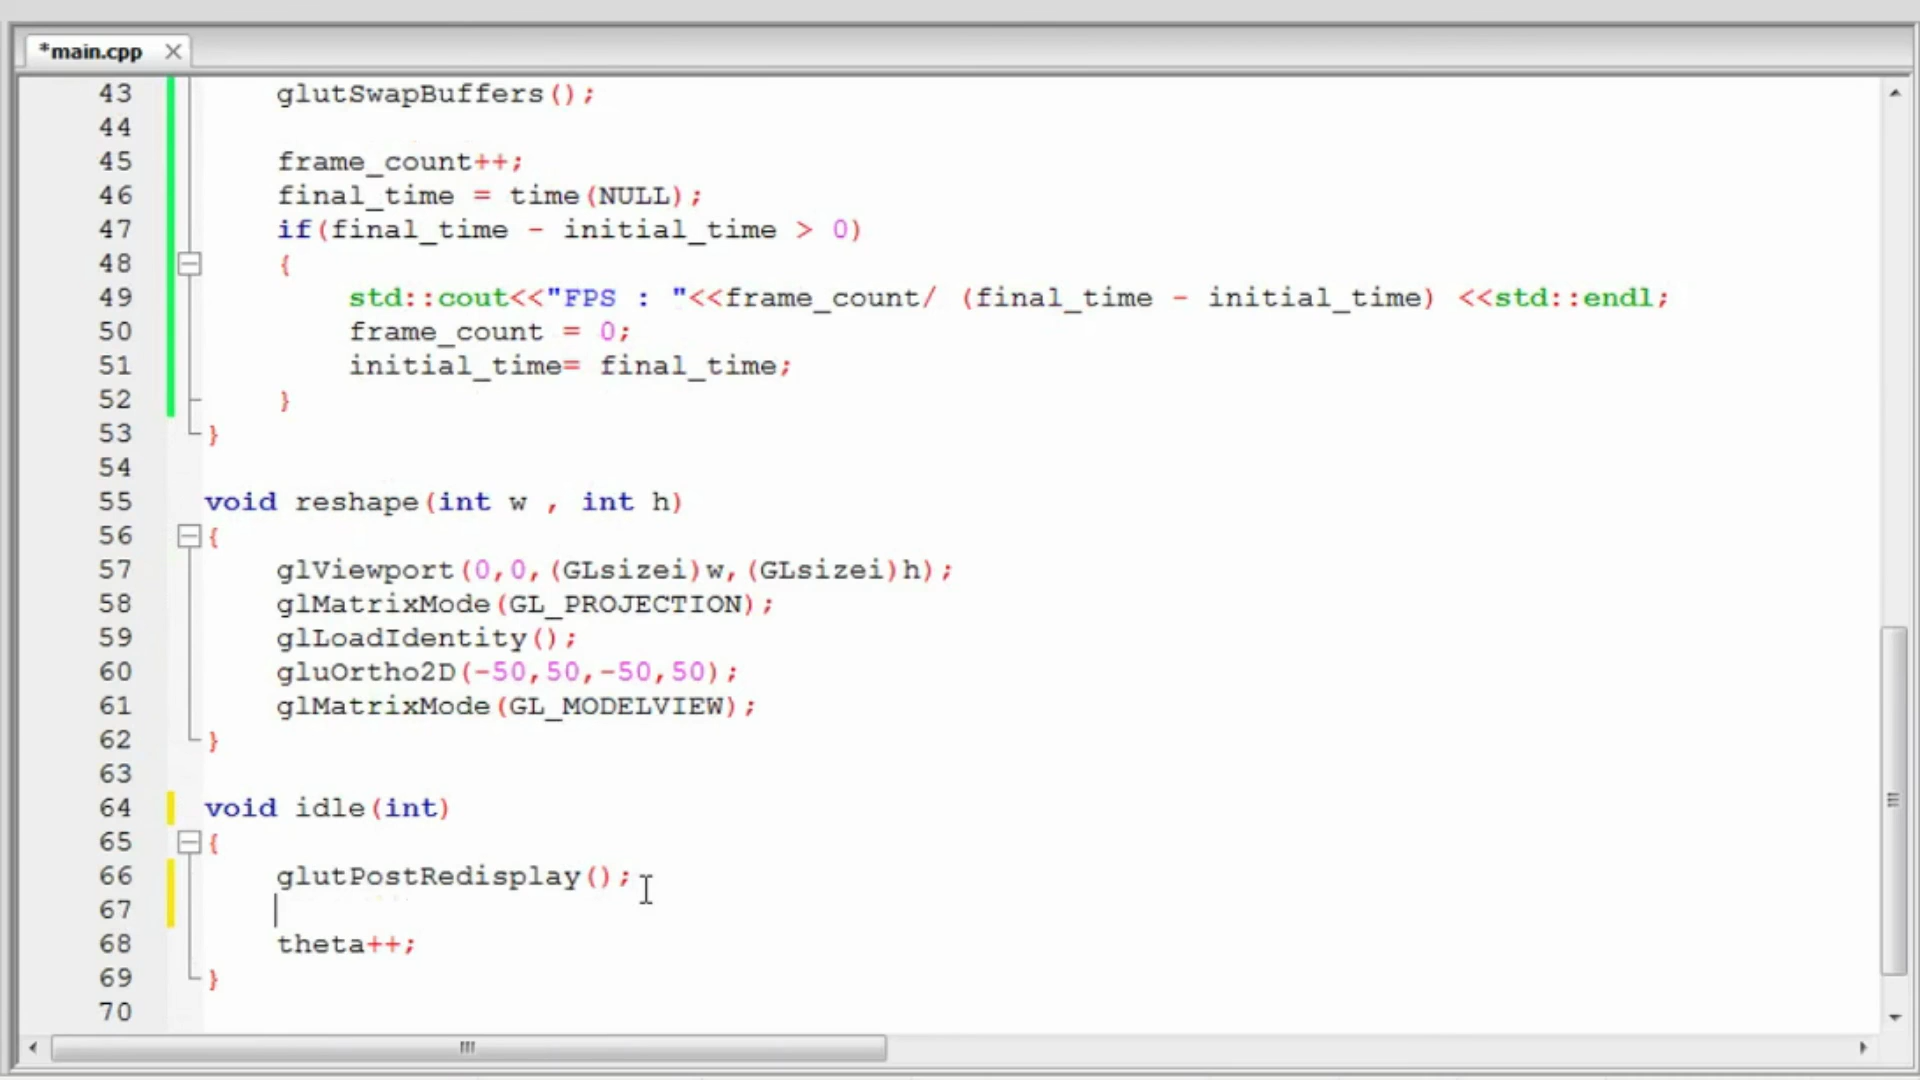 *main.cpp
43 glutSwapBuffers();
44
45 frame_count++;
46 final_time = time(NULL);
47 if(final_time - initial_time > 0)
48 {
49 std::cout<<"FPS : "<<frame_count/ (final_time - initial_time) <<std::endl;
50 frame_count = 0;
51 initial_time= final_time;
52 }
53 }
54
55 void reshape(int w , int h)
56 {
57 glViewport(0,0,(GLsizei)w,(GLsizei)h);
58 glMatrixMode(GL_PROJECTION);
59 glLoadIdentity();
60 gluOrtho2D(-50,50,-50,50);
61 glMatrixMode(GL_MODELVIEW);
62 }
63
64 void idle(int)
65 {
66 glutPostRedisplay();
67
68 theta++;
69 }
70